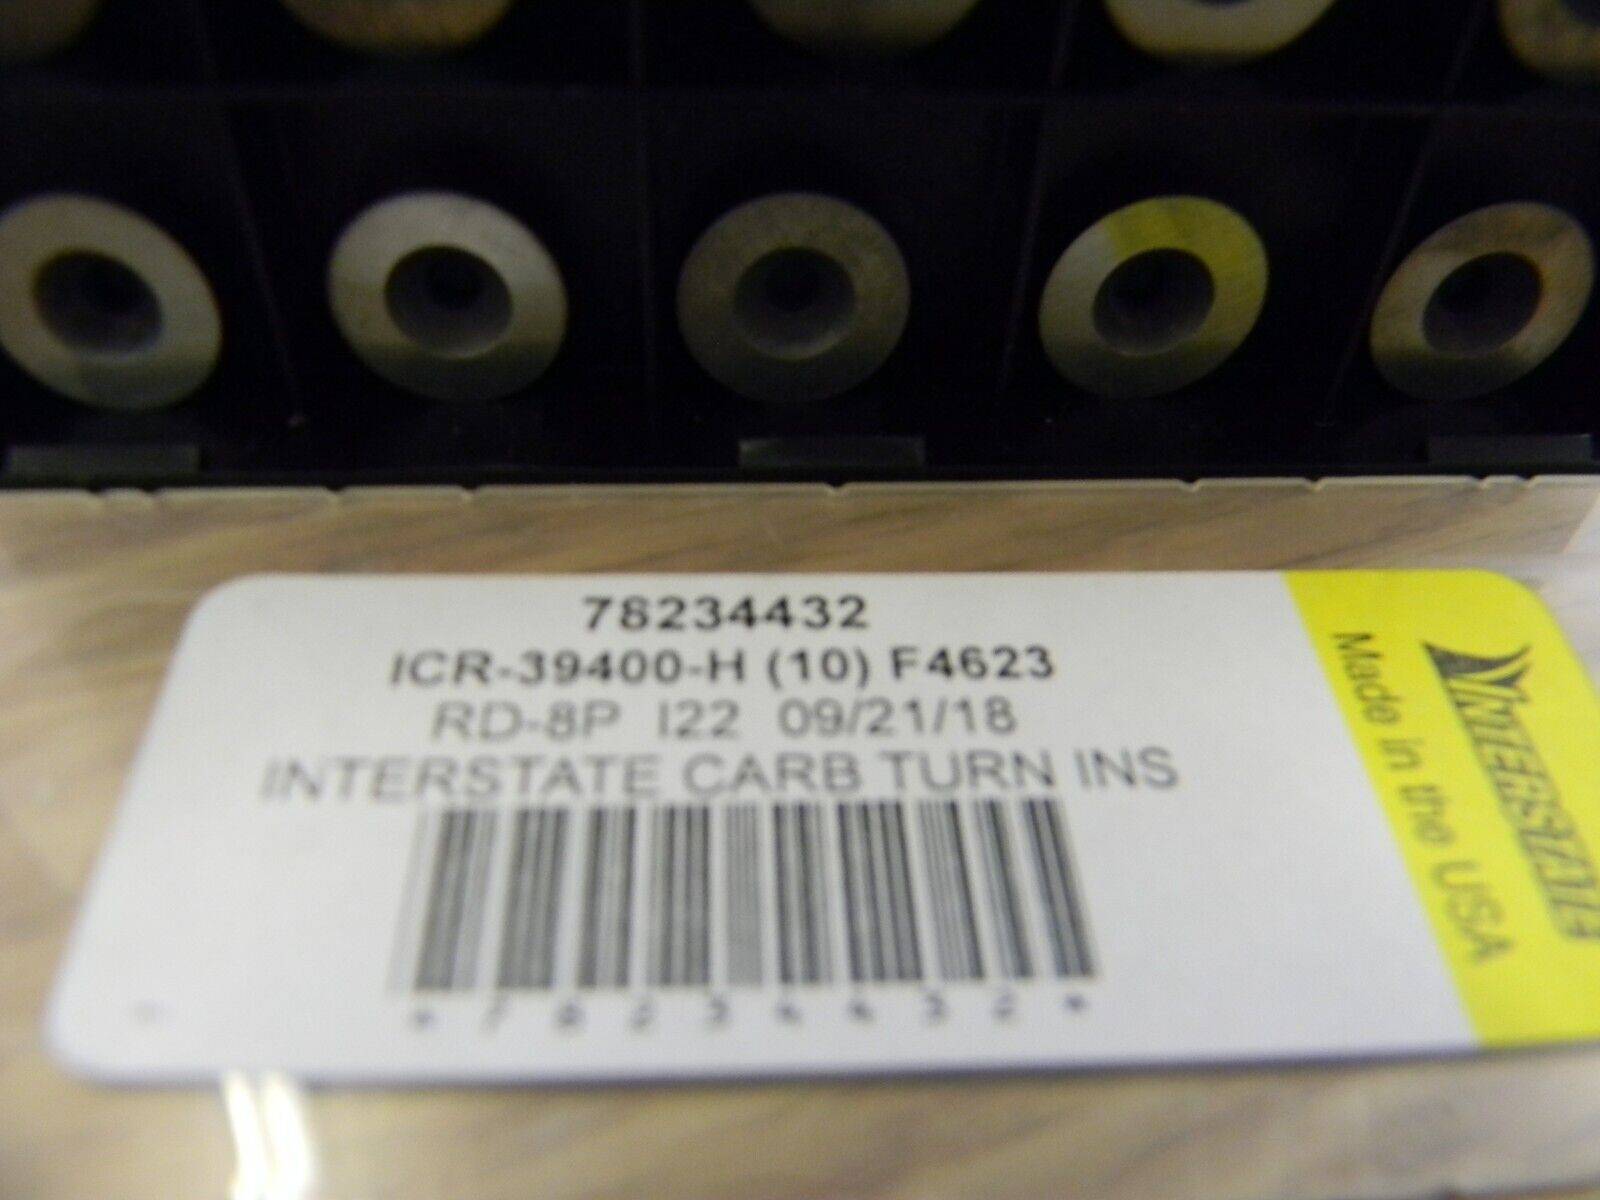 78234432
ICR-39400-H (10) F4623
RD-8P I22 09/21/18
INTERSTATE CARB TURN INS
*78234432*
INTERSTATE
Made in the USA